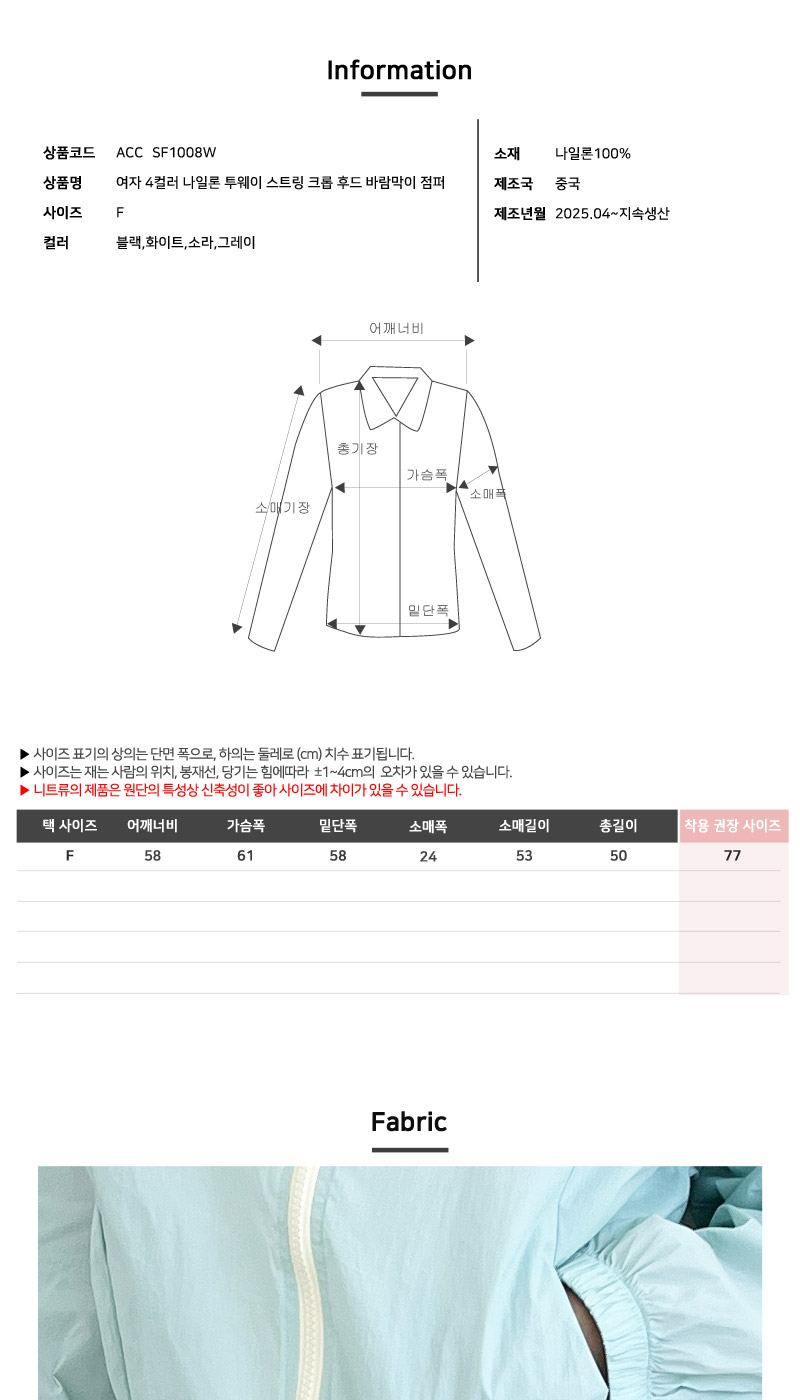 Information
상품코드 ACC SF1008W
상품명 여자 4컬러 나일론 투웨이 스트링 크롭 후드 바람막이 점퍼
사이즈 F
컬러 블랙,화이트,소라,그레이
소재 나일론100%
제조국 중국
제조년월 2025.04~지속생산
어깨너비
총기장
가슴폭
소매폭
소매기장
밑단폭
▶ 사이즈 표기의 상의는 단면 폭으로, 하의는 둘레로 (cm) 치수 표기됩니다.
▶ 사이즈는 재는 사람의 위치, 봉재선, 당기는 힘에따라 ±1~4cm의 오차가 있을 수 있습니다.
▶ 니트류의 제품은 원단의 특성상 신축성이 좋아 사이즈에 차이가 있을 수 있습니다.
택 사이즈 어깨너비 가슴폭 밑단폭 소매폭 소매길이 총길이 착용 권장 사이즈
F 58 61 58 24 53 50 77
Fabric